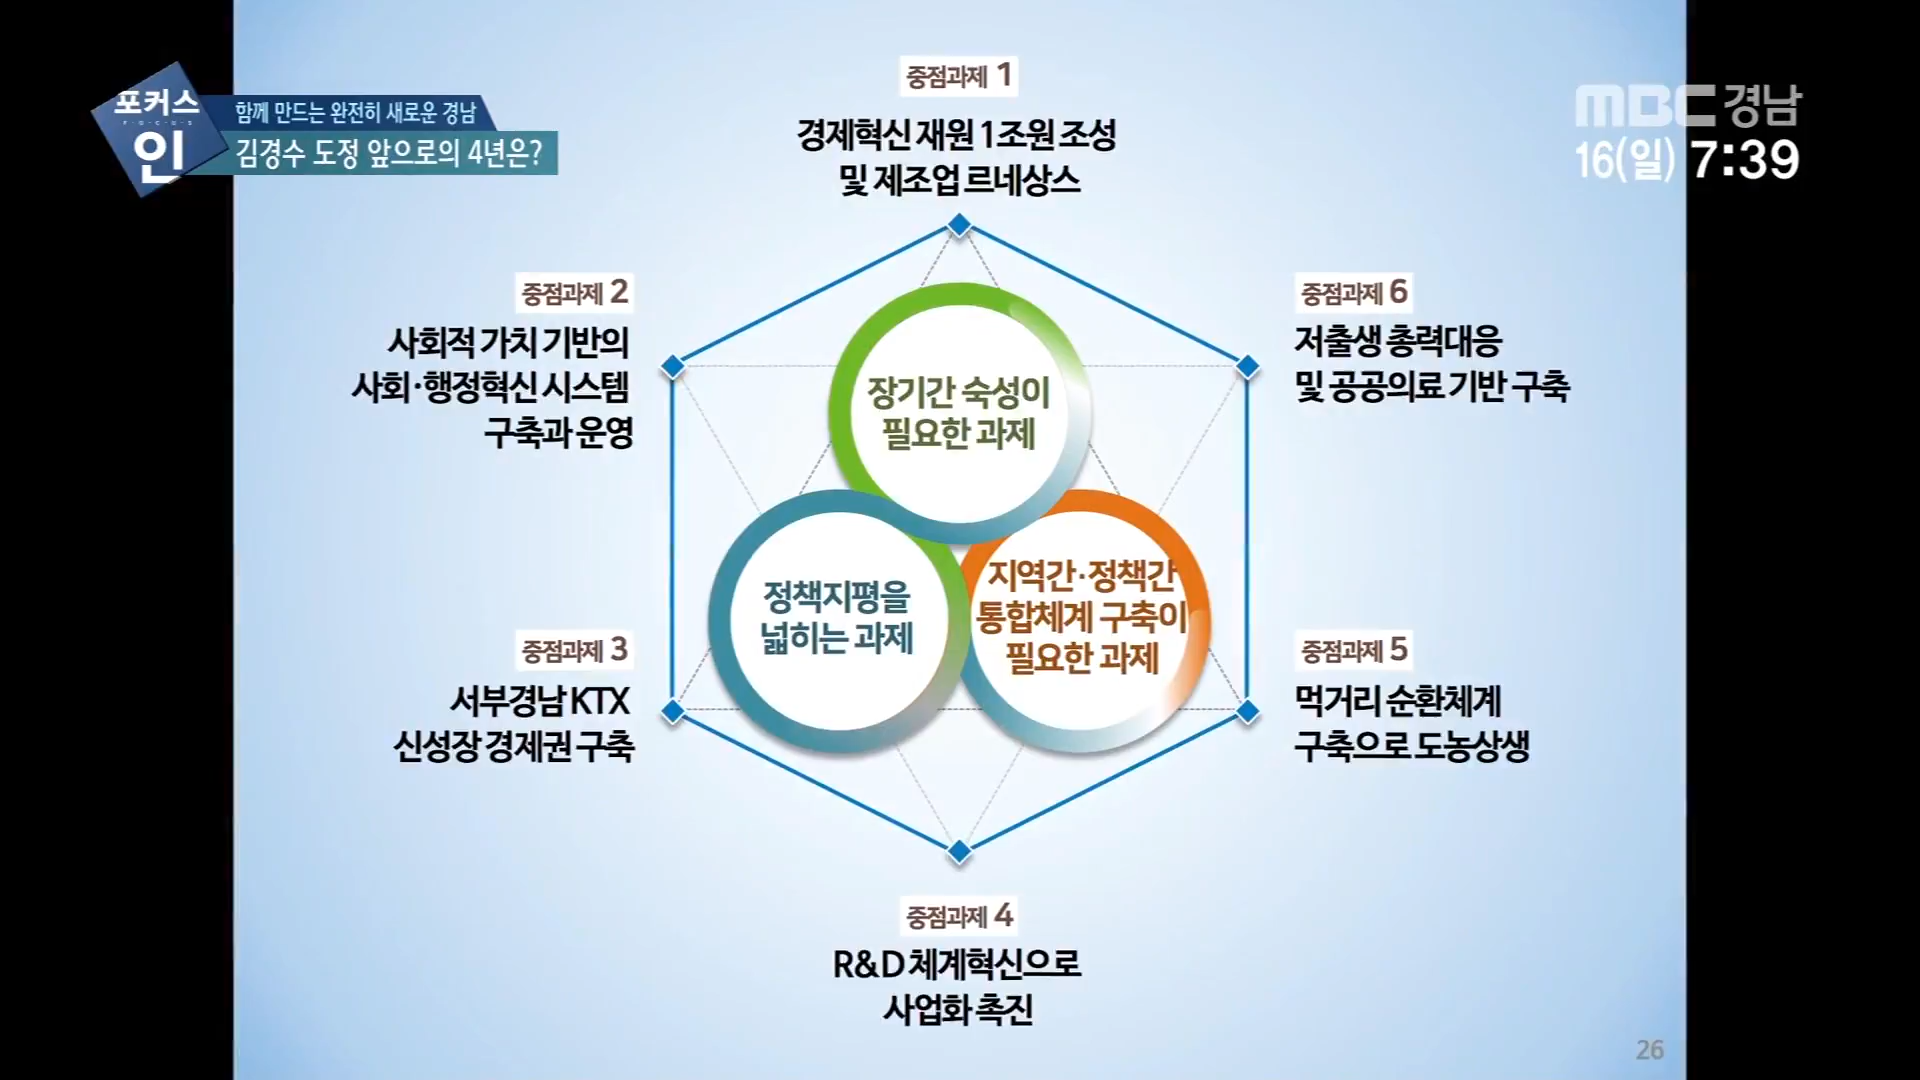 포커스
FOCUS
인
함께 만드는 완전히 새로운 경남
김경수 도정 앞으로의 4년은?
MBC경남
16(일) 7:39
중점과제 1
경제혁신 재원 1조원 조성
및 제조업 르네상스
중점과제 2
사회적 가치 기반의
사회·행정혁신 시스템
구축과 운영
중점과제 6
저출생 총력대응
및 공공의료 기반 구축
장기간 숙성이
필요한 과제
정책지평을
넓히는 과제
지역간·정책간
통합체계 구축이
필요한 과제
중점과제 3
서부경남 KTX
신성장 경제권 구축
중점과제 5
먹거리 순환체계
구축으로 도농상생
중점과제 4
R&D 체계혁신으로
사업화 촉진
26